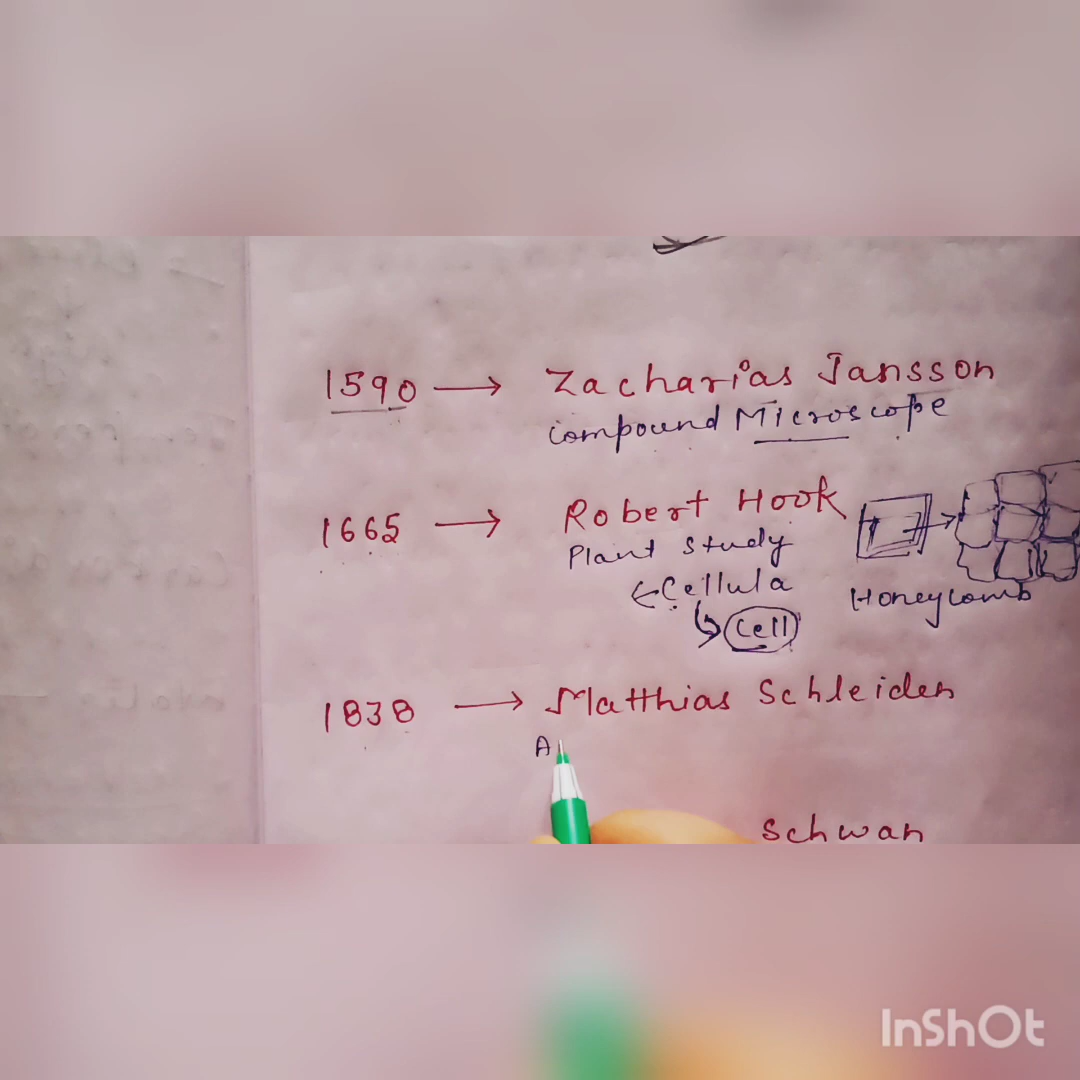 1590 → Zacharias Jansson
compound Microscope
1665 → Robert Hook
Plant Study
← Cellula
Honeycomb
↳ Cell
1838 → Matthias Schleiden
A
Schwan
InShOt